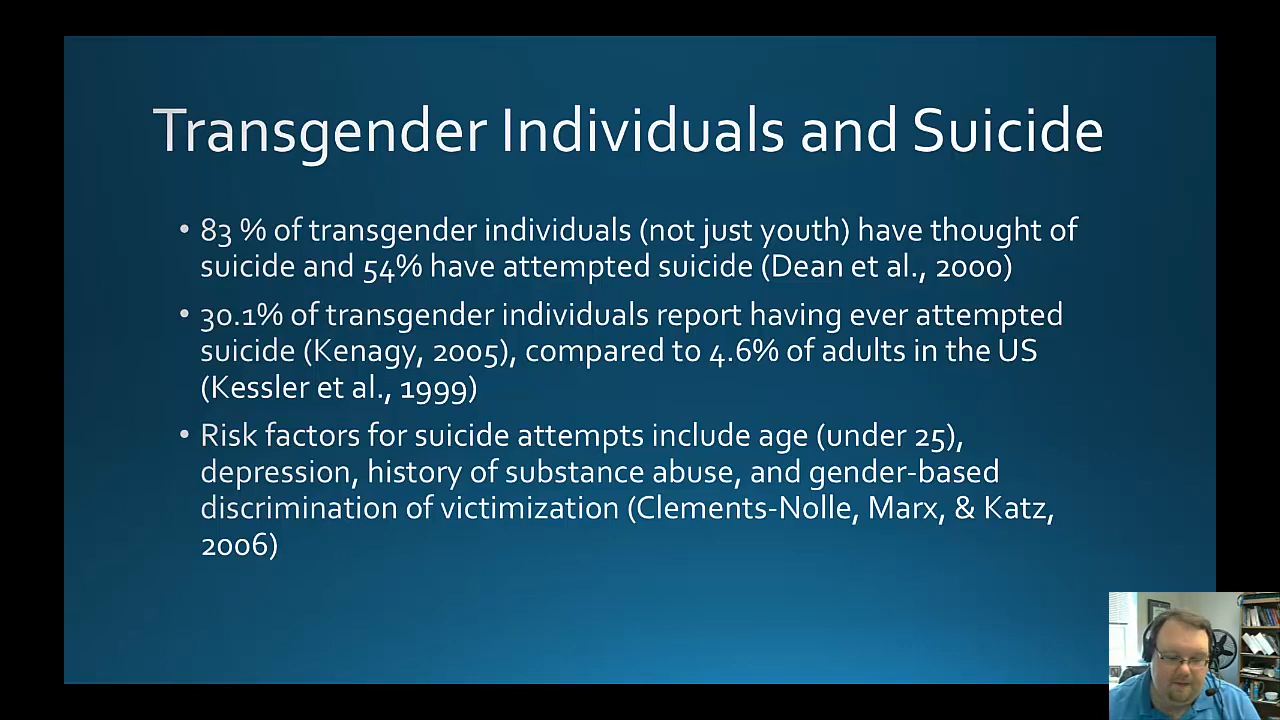 Transgender Individuals and Suicide
• 83 % of transgender individuals (not just youth) have thought of
suicide and 54% have attempted suicide (Dean et al., 2000)
• 30.1% of transgender individuals report having ever attempted
suicide (Kenagy, 2005), compared to 4.6% of adults in the US
(Kessler et al., 1999)
• Risk factors for suicide attempts include age (under 25),
depression, history of substance abuse, and gender-based
discrimination of victimization (Clements-Nolle, Marx, & Katz,
2006)